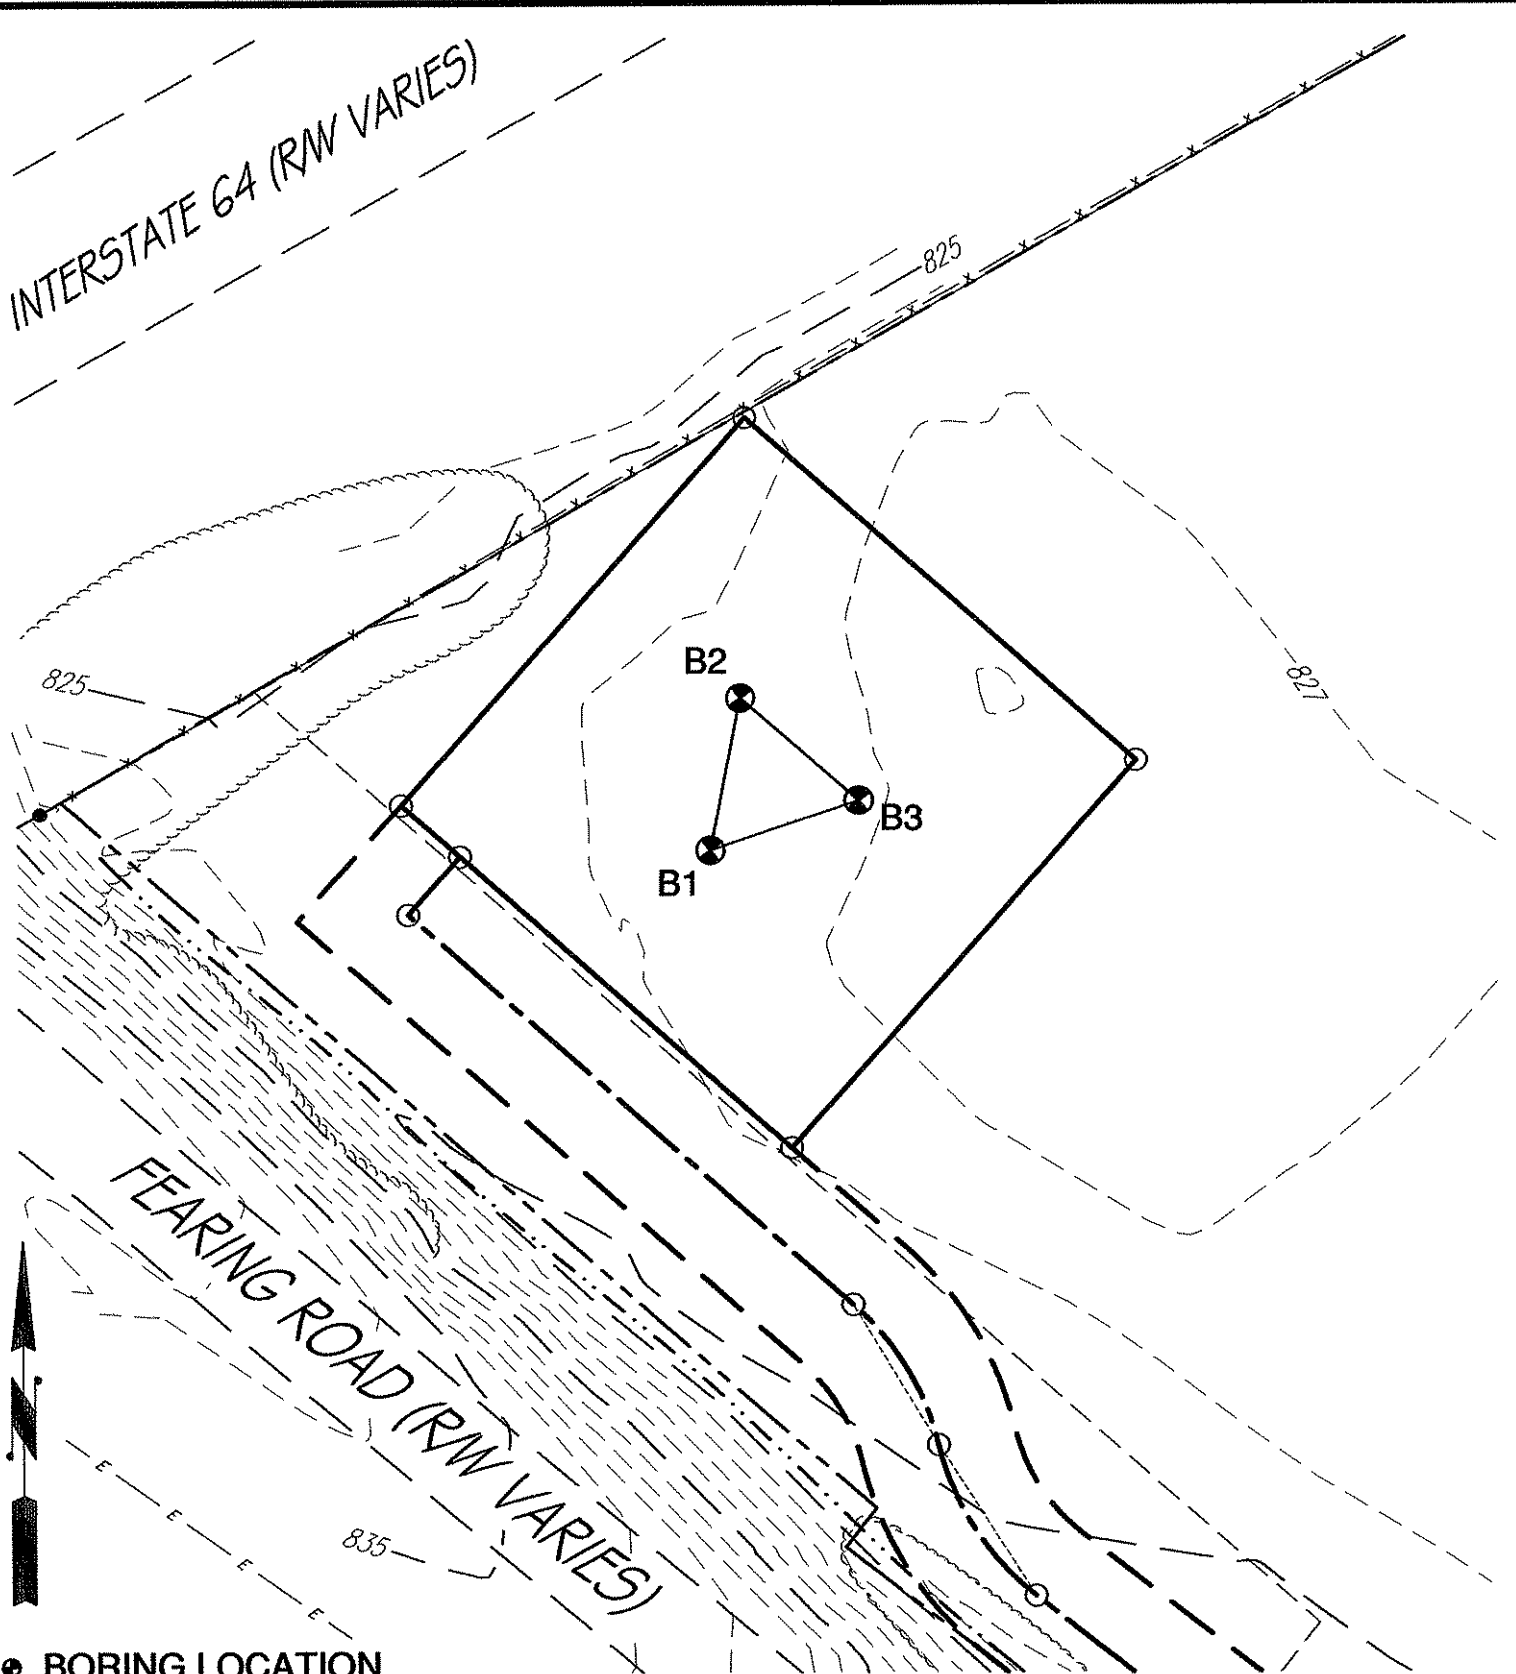 INTERSTATE 64 (R/W VARIES)
825
825
827
B2
B3
B1
FEARING ROAD (R/W VARIES)
N
E
E
E
E
835
BORING LOCATION